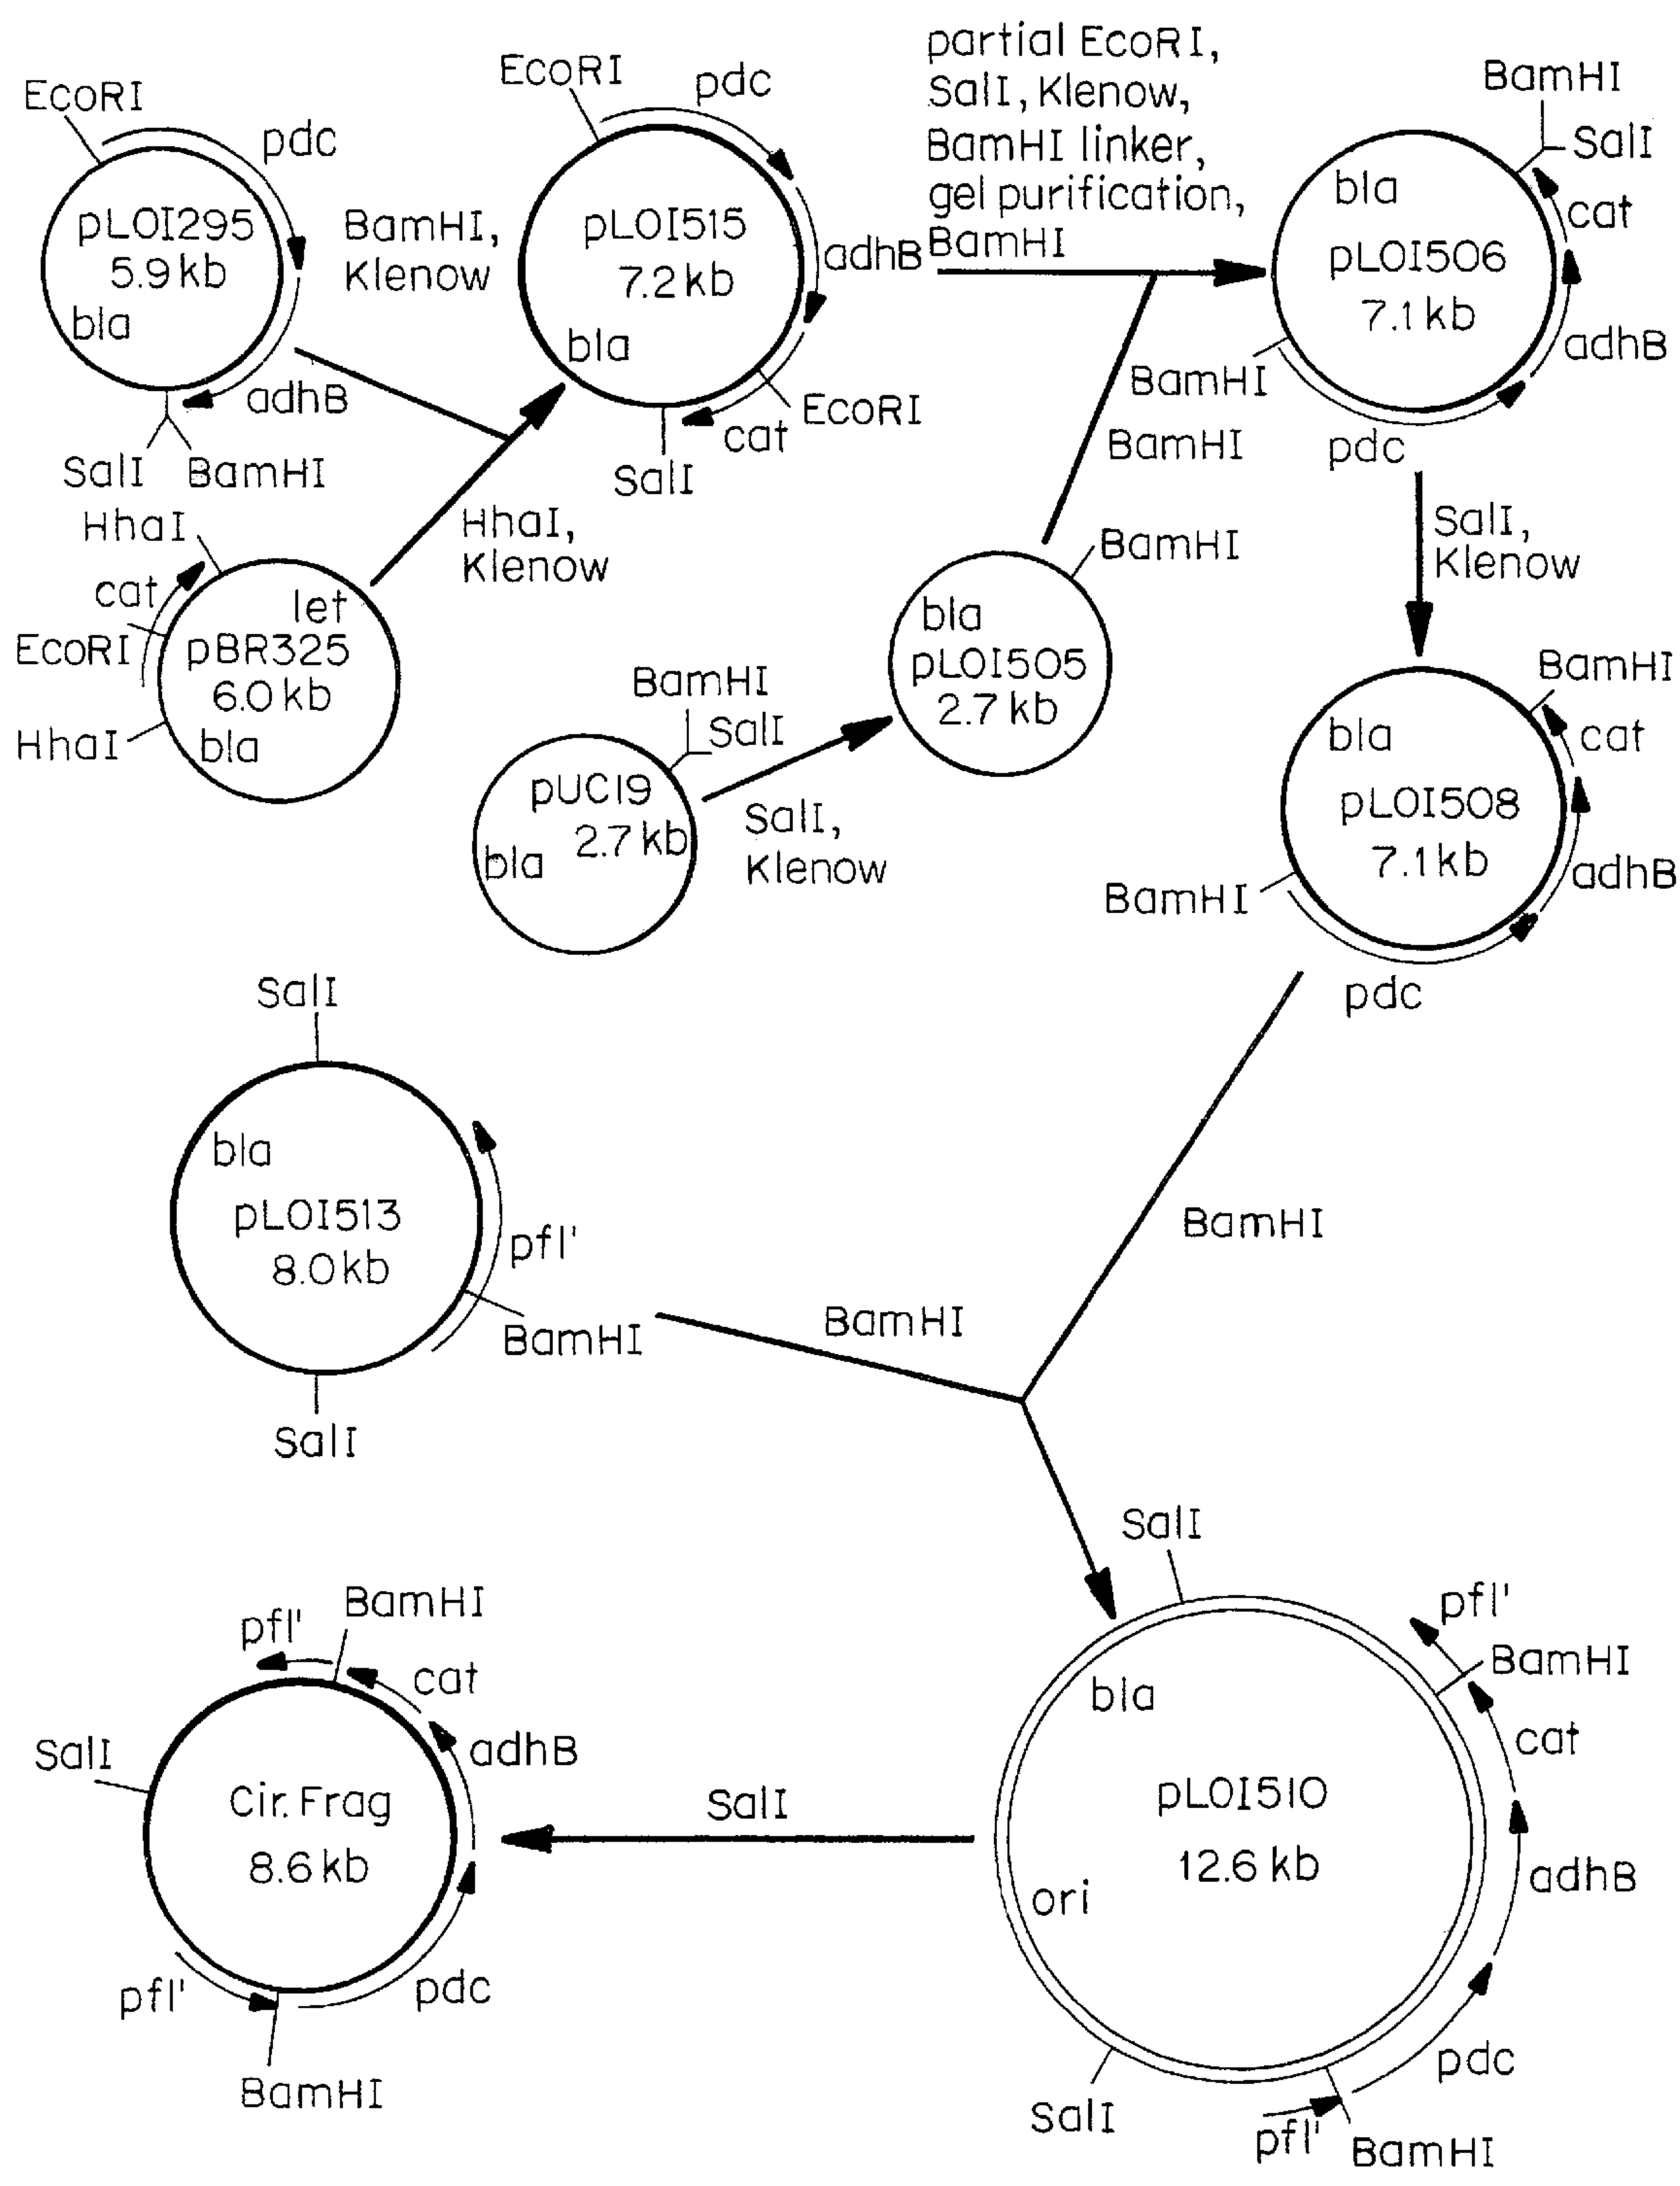 EcoRI
pdc
pLOI295
5.9 kb
bla
adhB
SalI
BamHI
BamHI,
Klenow
EcoRI
pdc
pLOI515
7.2 kb
bla
adhB
EcoRI
cat
SalI
partial EcoRI,
SalI, Klenow,
BamHI linker,
gel purification,
BamHI
BamHI
SalI
bla
cat
pLOI506
7.1 kb
adhB
BamHI
pdc
HhaI
cat
let
EcoRI
pBR325
6.0 kb
HhaI
bla
HhaI,
Klenow
BamHI
BamHI
bla
pLOI505
2.7 kb
BamHI
SalI
pUC19
2.7 kb
bla
SalI,
Klenow
SalI,
Klenow
BamHI
bla
cat
pLOI508
7.1 kb
adhB
BamHI
pdc
SalI
bla
pLOI513
8.0 kb
pfl'
BamHI
SalI
BamHI
BamHI
SalI
pfl'
BamHI
bla
cat
pLOI510
12.6 kb
adhB
ori
pdc
SalI
pfl'
BamHI
SalI
pfl'
BamHI
cat
SalI
adhB
Cir. Frag
8.6 kb
pfl'
pdc
BamHI